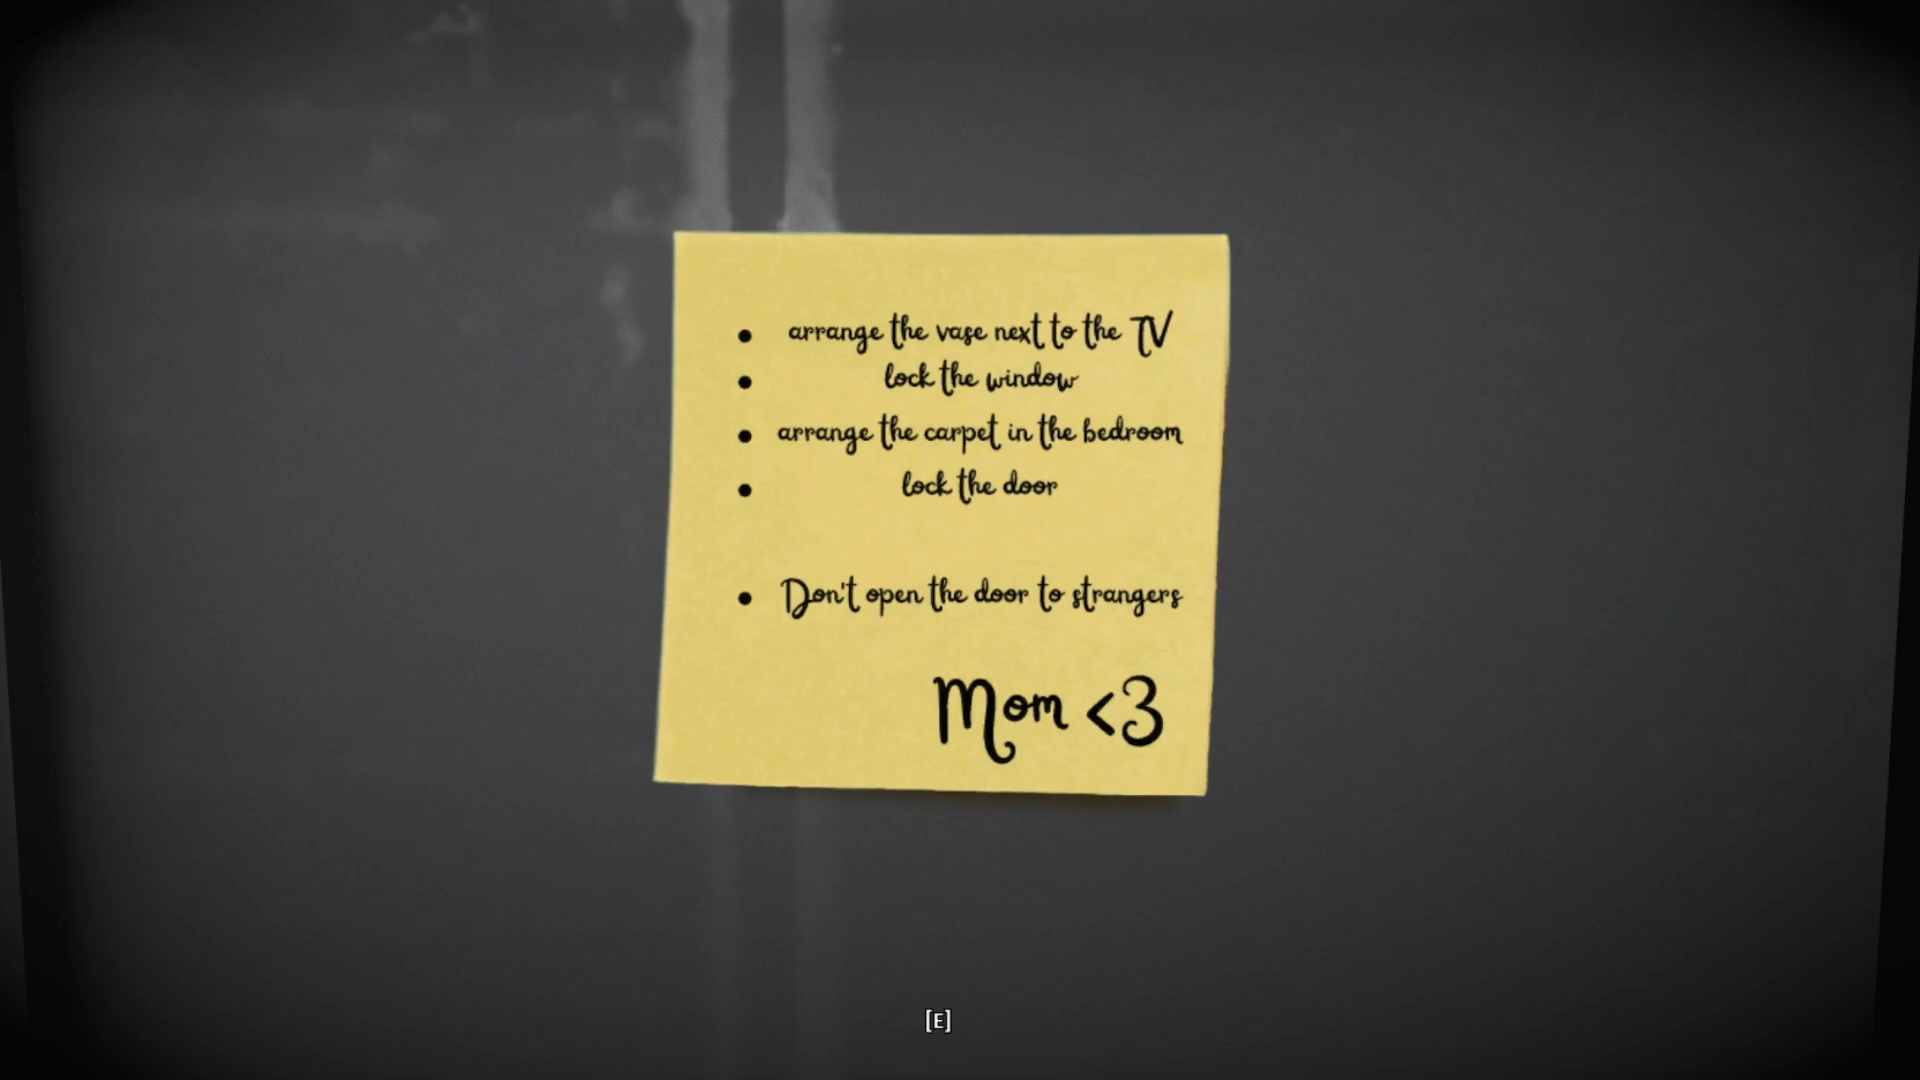 • arrange the vase next to the TV
• lock the window
• arrange the carpet in the bedroom
• lock the door
• Don't open the door to strangers
Mom <3
[E]